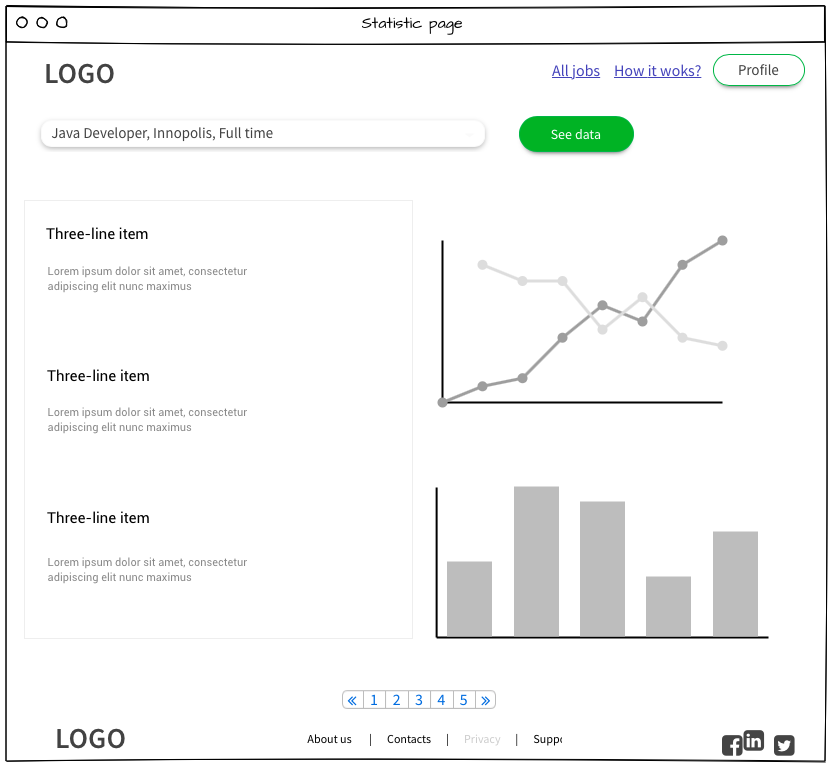 Statistic page
LOGO
All jobs How it woks? Profile
Java Developer, Innopolis, Full time
See data
Three-line item
Lorem ipsum dolor sit amet, consectetur
adipiscing elit nunc maximus
Three-line item
Lorem ipsum dolor sit amet, consectetur
adipiscing elit nunc maximus
Three-line item
Lorem ipsum dolor sit amet, consectetur
adipiscing elit nunc maximus
« 1 2 3 4 5 »
LOGO
About us | Contacts | Privacy | Suppo